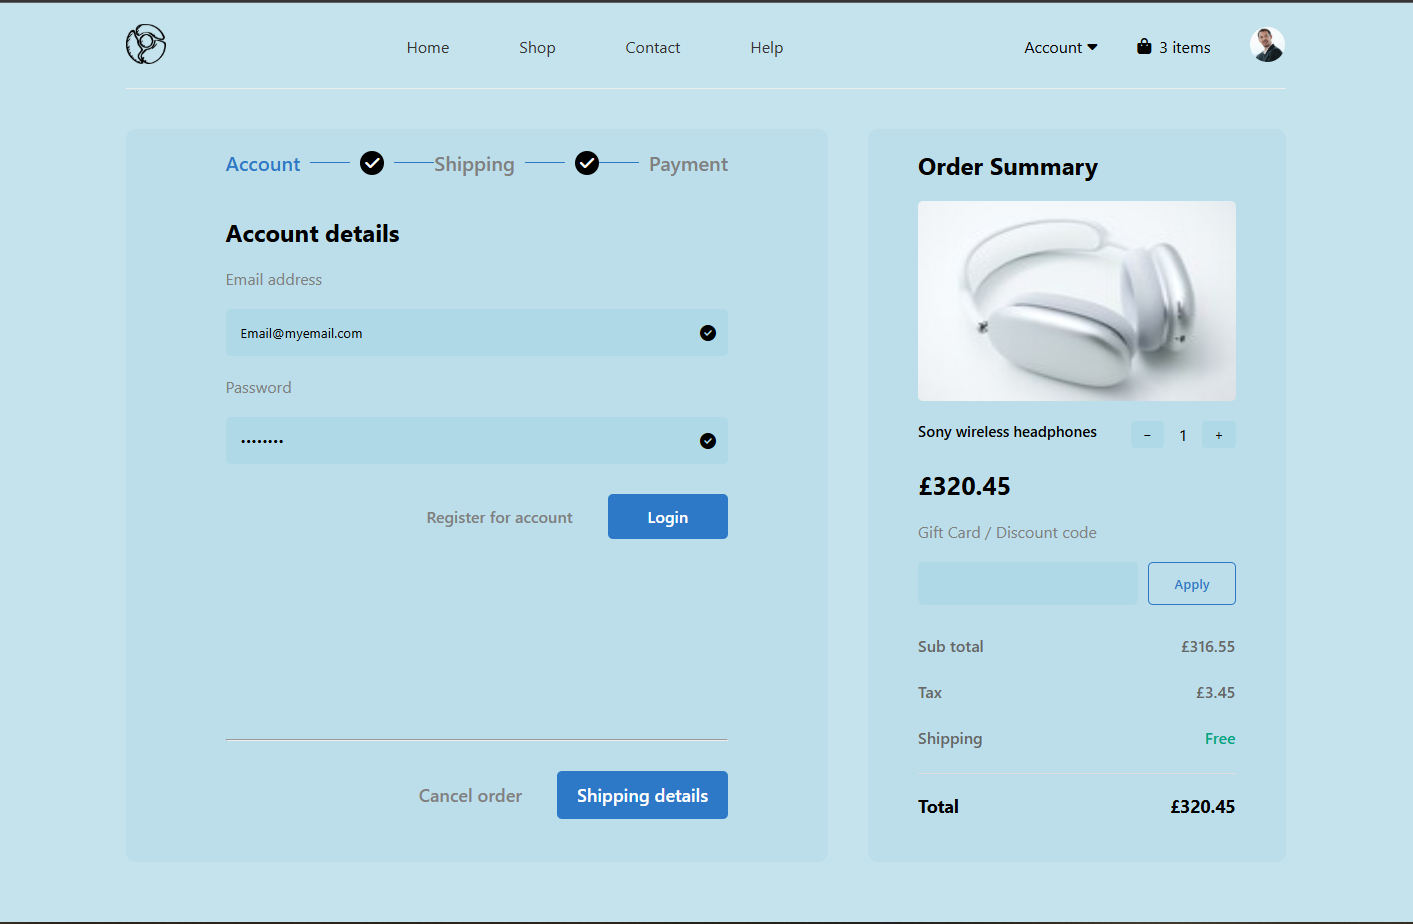 Home Shop Contact Help Account 3 items
Account Shipping Payment
Account details
Email address
Email@myemail.com
Password
••••••••
Register for account Login
Cancel order Shipping details
Order Summary
Sony wireless headphones − 1 +
£320.45
Gift Card / Discount code
Apply
Sub total £316.55
Tax £3.45
Shipping Free
Total £320.45